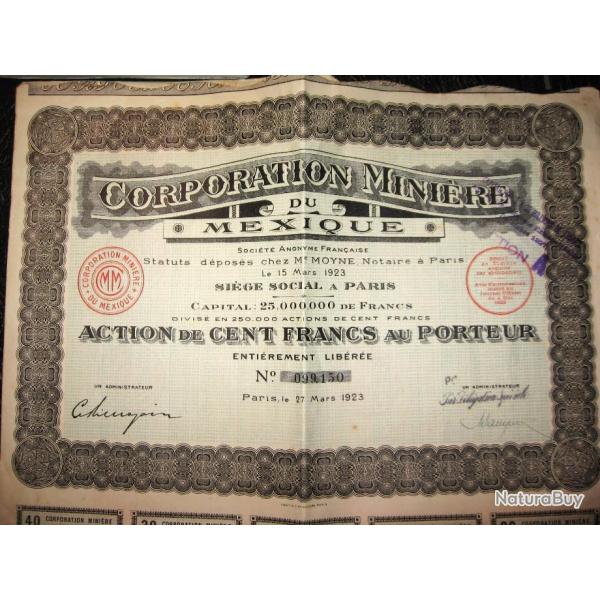 CORPORATION MINIÈRE
DU
MEXIQUE
SOCIÉTÉ ANONYME FRANÇAISE
Statuts déposés chez Me MOYNE, Notaire à Paris
Le 15 Mars 1923
SIÈGE SOCIAL A PARIS
CAPITAL: 25.000.000 DE FRANCS
DIVISÉ EN 250.000 ACTIONS DE CENT FRANCS
ACTION DE CENT FRANCS AU PORTEUR
ENTIÈREMENT LIBÉRÉE
No 099,150
Paris, le 27 Mars 1923
CORPORATION MINIÈRE
MM
DU MEXIQUE
UN ADMINISTRATEUR
UN ADMINISTRATEUR
40 CORPORATION MINIÈRE
CORPORATION MINIÈRE
NaturaBuy